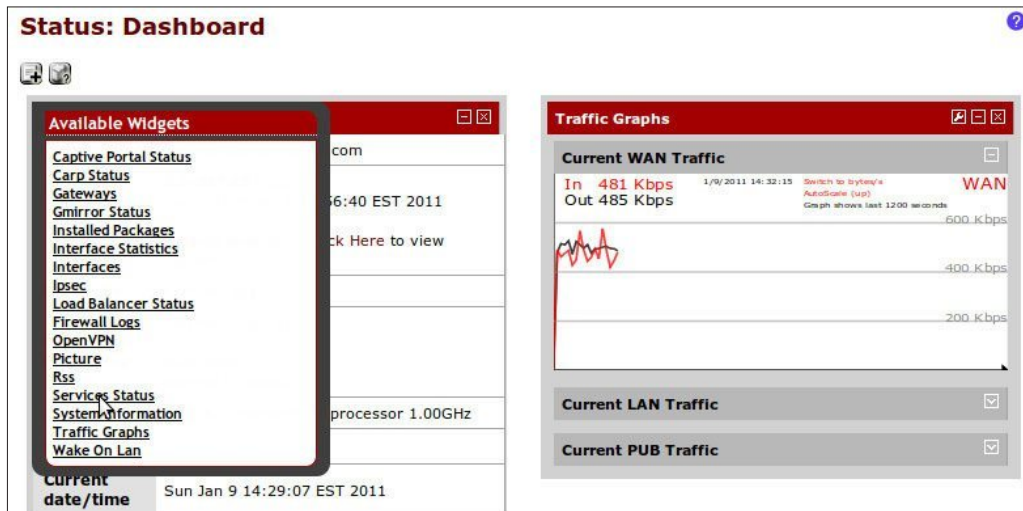 Status: Dashboard
?
Available Widgets
Captive Portal Status
Carp Status
Gateways
Gmirror Status
Installed Packages
Interface Statistics
Interfaces
Ipsec
Load Balancer Status
Firewall Logs
OpenVPN
Picture
Rss
Services Status
System Information
Traffic Graphs
Wake On Lan
com
56:40 EST 2011
ck Here to view
processor 1.00GHz
Current
date/time
Sun Jan 9 14:29:07 EST 2011
Traffic Graphs
Current WAN Traffic
In 481 Kbps
Out 485 Kbps
1/9/2011 14:32:15
Switch to bytes/s
AutoScale (up)
Graph shows last 1200 seconds
WAN
600 Kbps
400 Kbps
200 Kbps
Current LAN Traffic
Current PUB Traffic